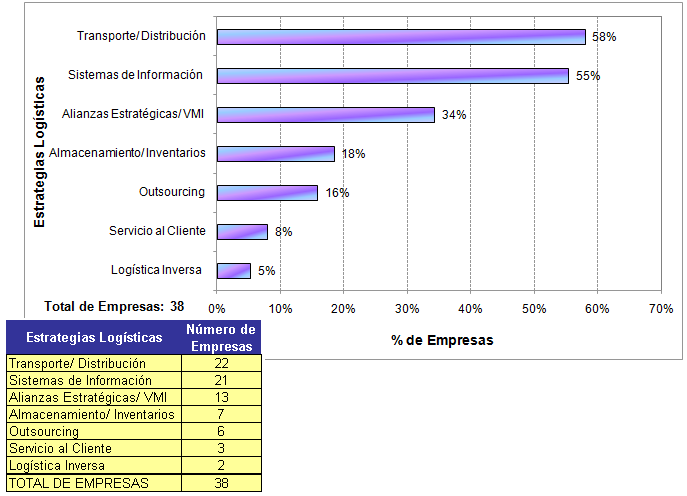 Estrategias Logísticas
Transporte/ Distribución
58%
Sistemas de Información
55%
Alianzas Estratégicas/ VMI
34%
Almacenamiento/ Inventarios
18%
Outsourcing
16%
Servicio al Cliente
8%
Logística Inversa
5%
0% 10% 20% 30% 40% 50% 60% 70%
% de Empresas
Total de Empresas: 38
Estrategias Logísticas Número de
Empresas
Transporte/ Distribución 22
Sistemas de Información 21
Alianzas Estratégicas/ VMI 13
Almacenamiento/ Inventarios 7
Outsourcing 6
Servicio al Cliente 3
Logística Inversa 2
TOTAL DE EMPRESAS 38